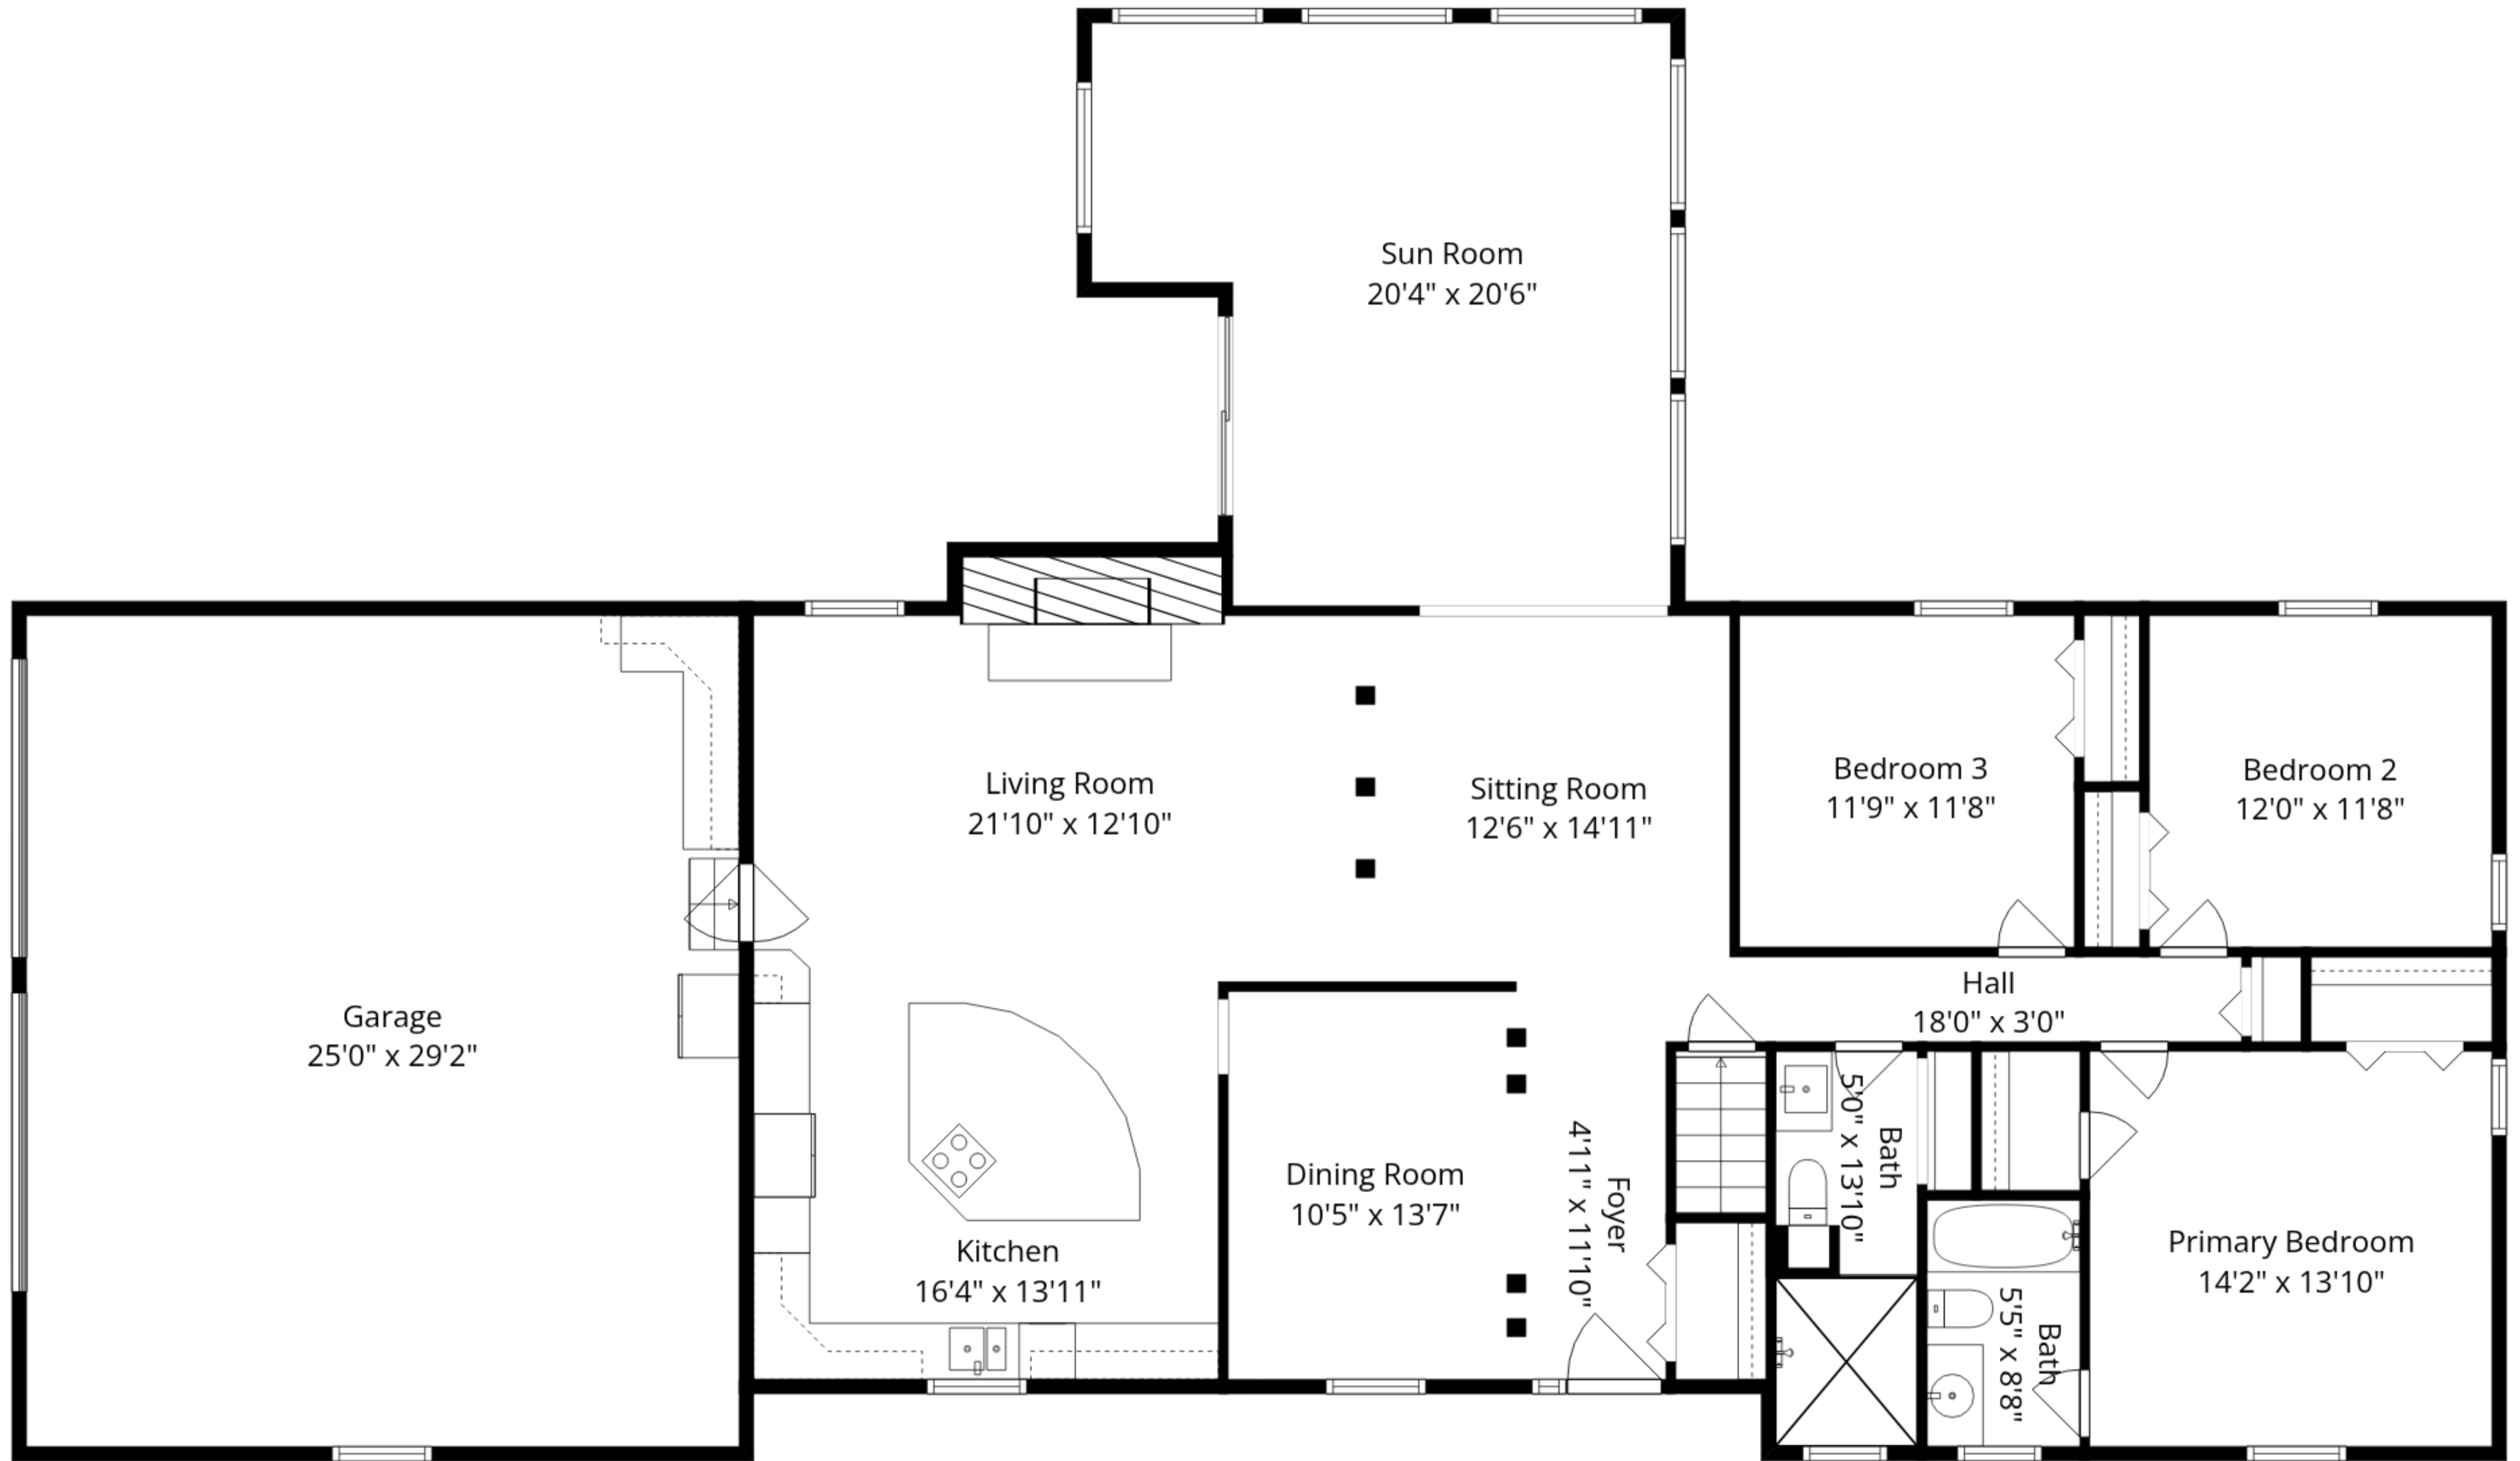 Sun Room
20'4" x 20'6"
Living Room
21'10" x 12'10"
Sitting Room
12'6" x 14'11"
Bedroom 3
11'9" x 11'8"
Bedroom 2
12'0" x 11'8"
Garage
25'0" x 29'2"
Hall
18'0" x 3'0"
Kitchen
16'4" x 13'11"
Dining Room
10'5" x 13'7"
Foyer
4'11" x 11'10"
Bath
5'0" x 13'10"
Bath
5'5" x 8'8"
Primary Bedroom
14'2" x 13'10"